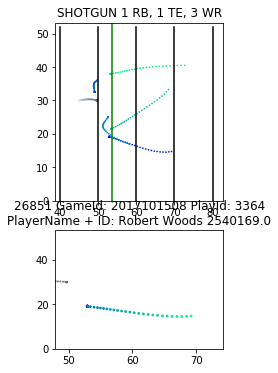 SHOTGUN 1 RB, 1 TE, 3 WR
50
40
30
20
10
0
40 50 60 70 80
26851 GameId: 2017101508 PlayId: 3364
PlayerName + ID: Robert Woods 2540169.0
40
20
0
50 60 70